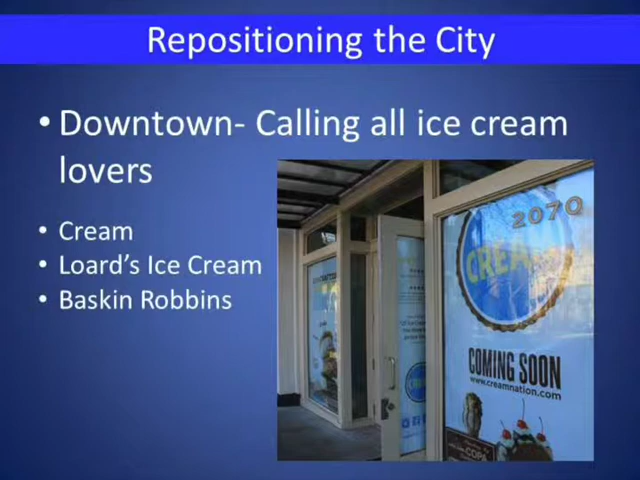 Repositioning the City
• Downtown- Calling all ice cream
lovers
• Cream
• Loard's Ice Cream
• Baskin Robbins
2070
CREAM
COMING SOON
www.creamnation.com